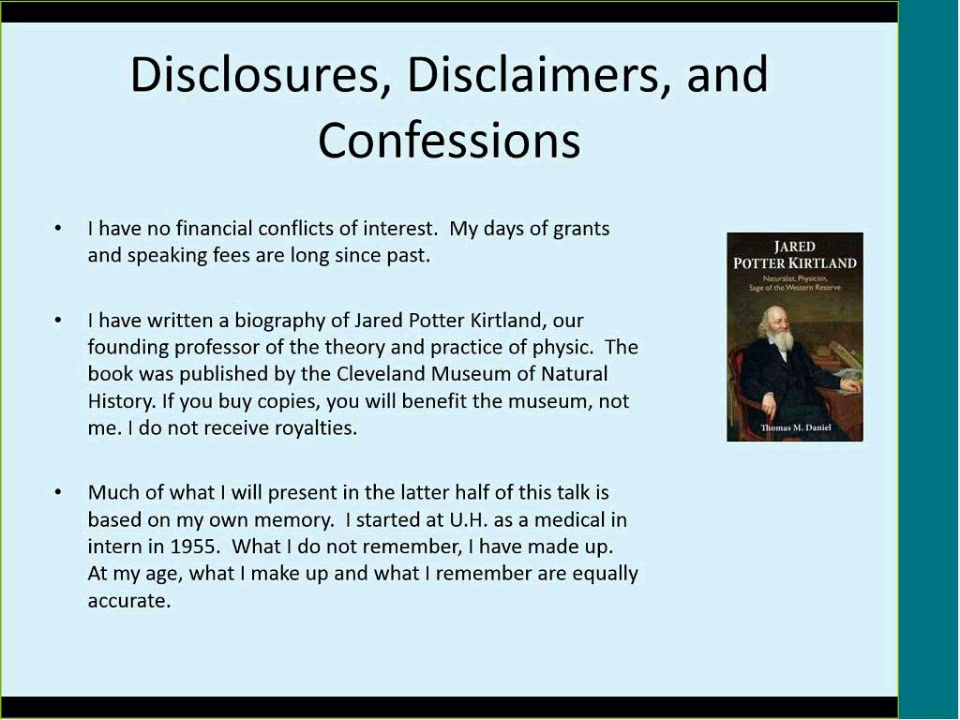 Disclosures, Disclaimers, and
Confessions
• I have no financial conflicts of interest.  My days of grants
and speaking fees are long since past.
• I have written a biography of Jared Potter Kirtland, our
founding professor of the theory and practice of physic.  The
book was published by the Cleveland Museum of Natural
History. If you buy copies, you will benefit the museum, not
me. I do not receive royalties.
• Much of what I will present in the latter half of this talk is
based on my own memory.  I started at U.H. as a medical in
intern in 1955.  What I do not remember, I have made up.
At my age, what I make up and what I remember are equally
accurate.
JARED
POTTER KIRTLAND
Naturalist, Physician,
Sage of the Western Reserve
Thomas M. Daniel